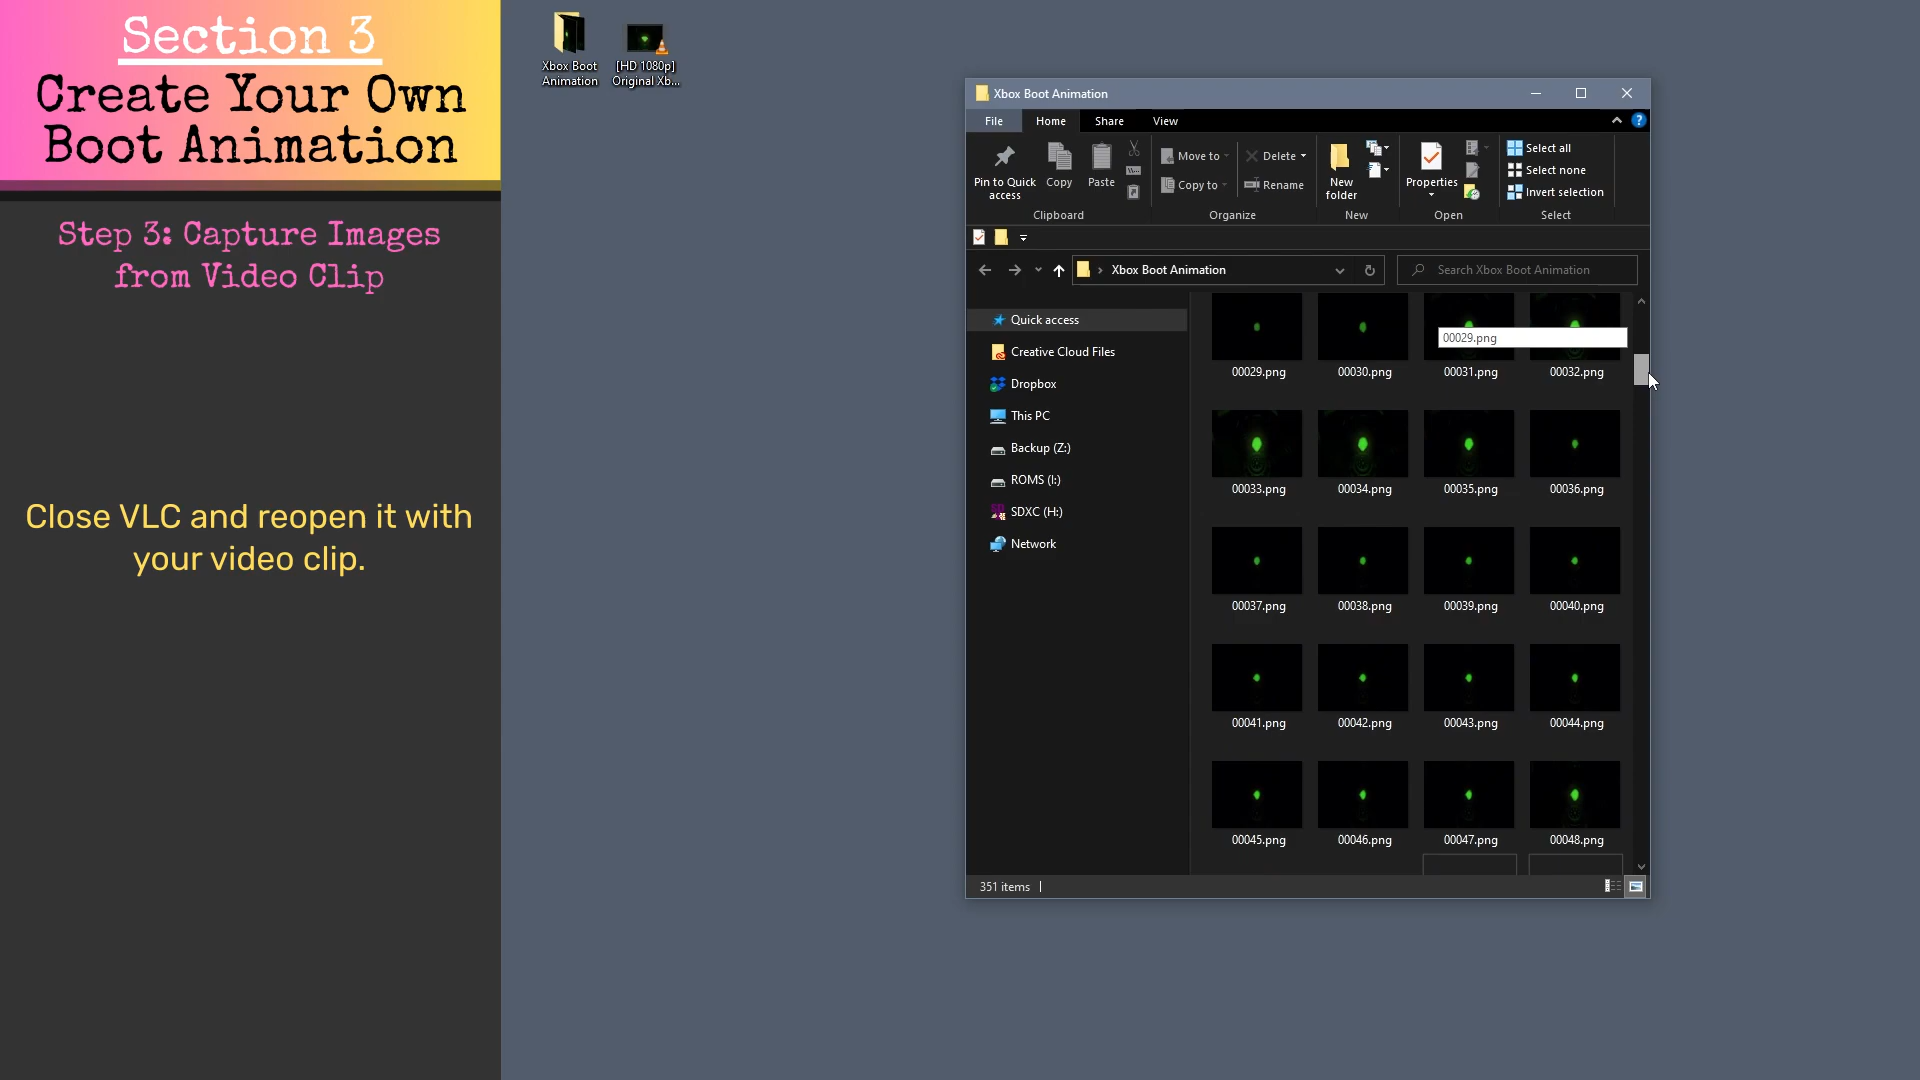 Section 3
Create Your Own
Boot Animation
Step 3: Capture Images
from Video Clip
Close VLC and reopen it with
your video clip.
Xbox Boot
Animation
[HD 1080p]
Original Xb...
Xbox Boot Animation
File
Home
Share
View
Pin to Quick
access
Copy
Paste
Move to
Copy to
Delete
Rename
New
folder
Properties
Select all
Select none
Invert selection
Clipboard
Organize
New
Open
Select
Xbox Boot Animation
Search Xbox Boot Animation
Quick access
Creative Cloud Files
Dropbox
This PC
Backup (Z:)
ROMS (I:)
SDXC (H:)
Network
00029.png
00029.png 00030.png 00031.png 00032.png
00033.png 00034.png 00035.png 00036.png
00037.png 00038.png 00039.png 00040.png
00041.png 00042.png 00043.png 00044.png
00045.png 00046.png 00047.png 00048.png
351 items